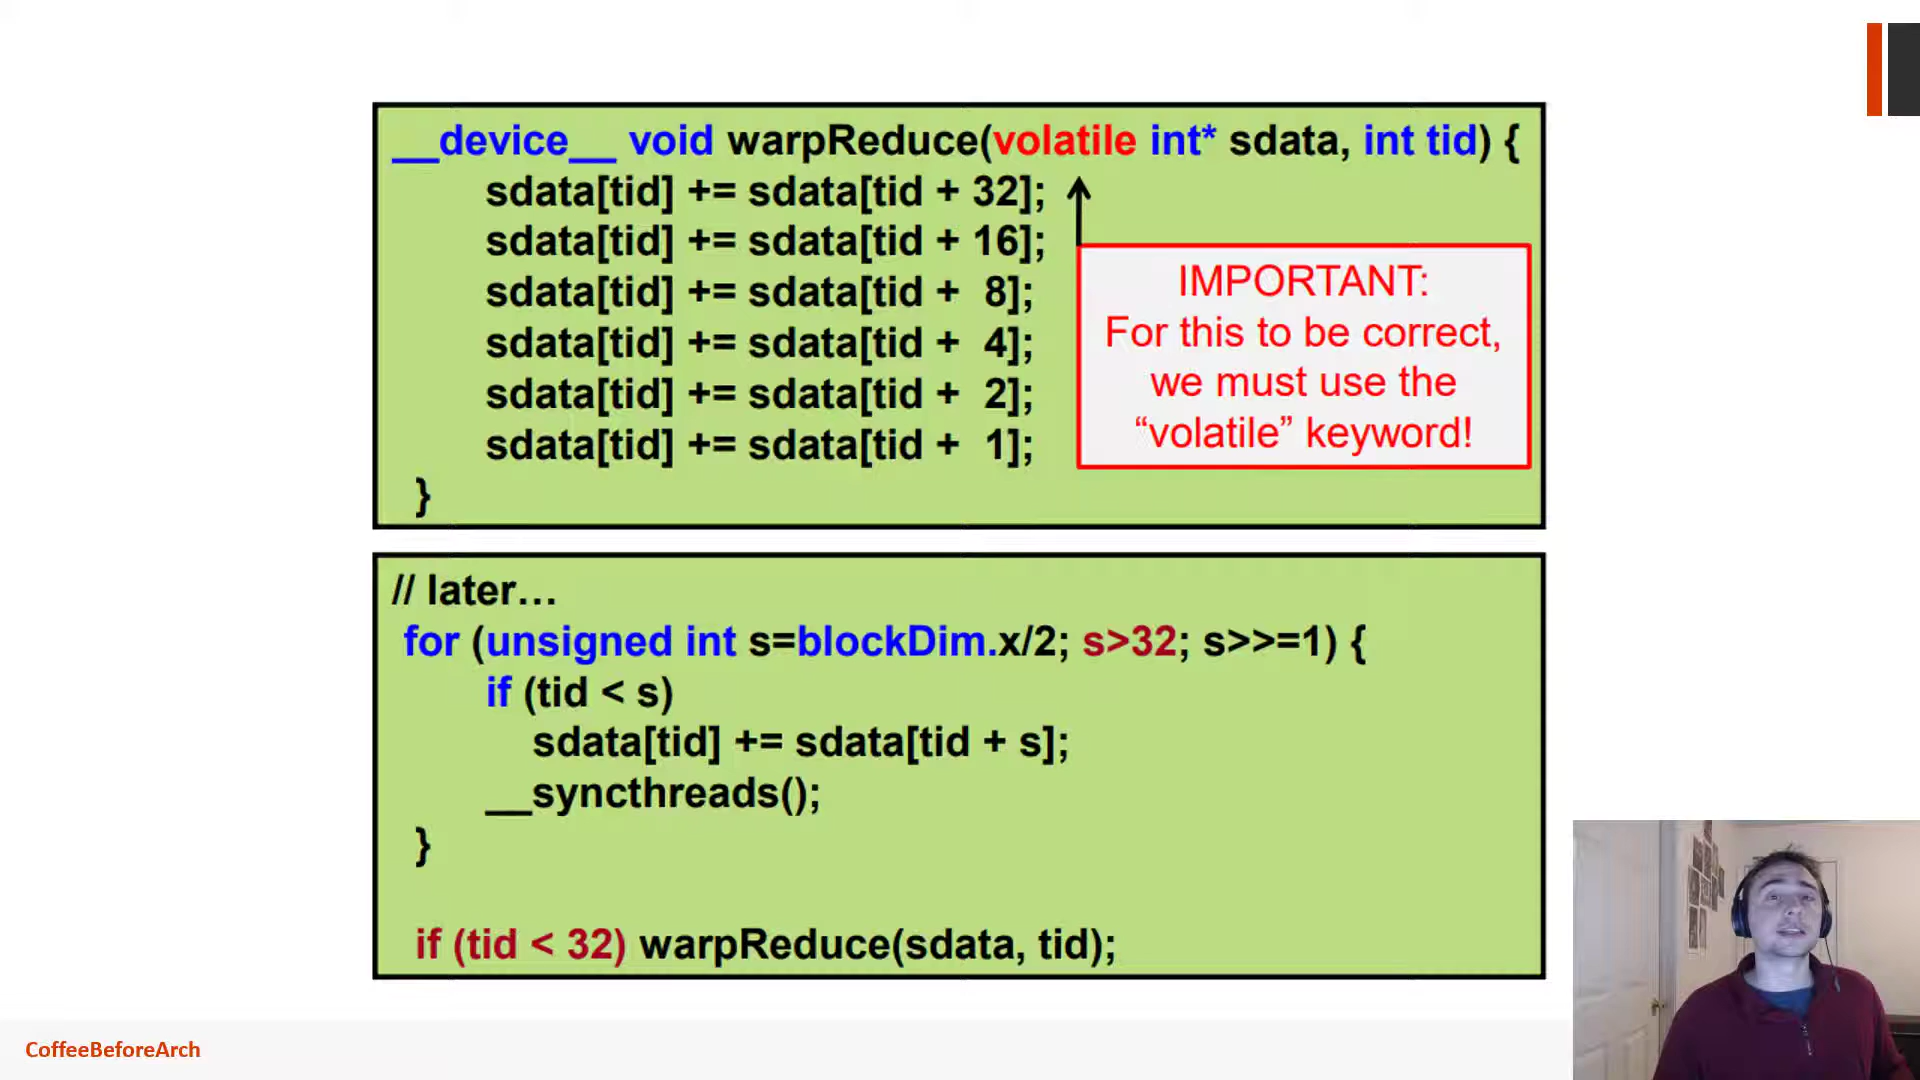 __device__ void warpReduce(volatile int* sdata, int tid) {
sdata[tid] += sdata[tid + 32];
sdata[tid] += sdata[tid + 16];
sdata[tid] += sdata[tid + 8];
sdata[tid] += sdata[tid + 4];
sdata[tid] += sdata[tid + 2];
sdata[tid] += sdata[tid + 1];
}
IMPORTANT:
For this to be correct,
we must use the
“volatile” keyword!
// later…
for (unsigned int s=blockDim.x/2; s>32; s>>=1) {
if (tid < s)
sdata[tid] += sdata[tid + s];
__syncthreads();
}
if (tid < 32) warpReduce(sdata, tid);
CoffeeBeforeArch